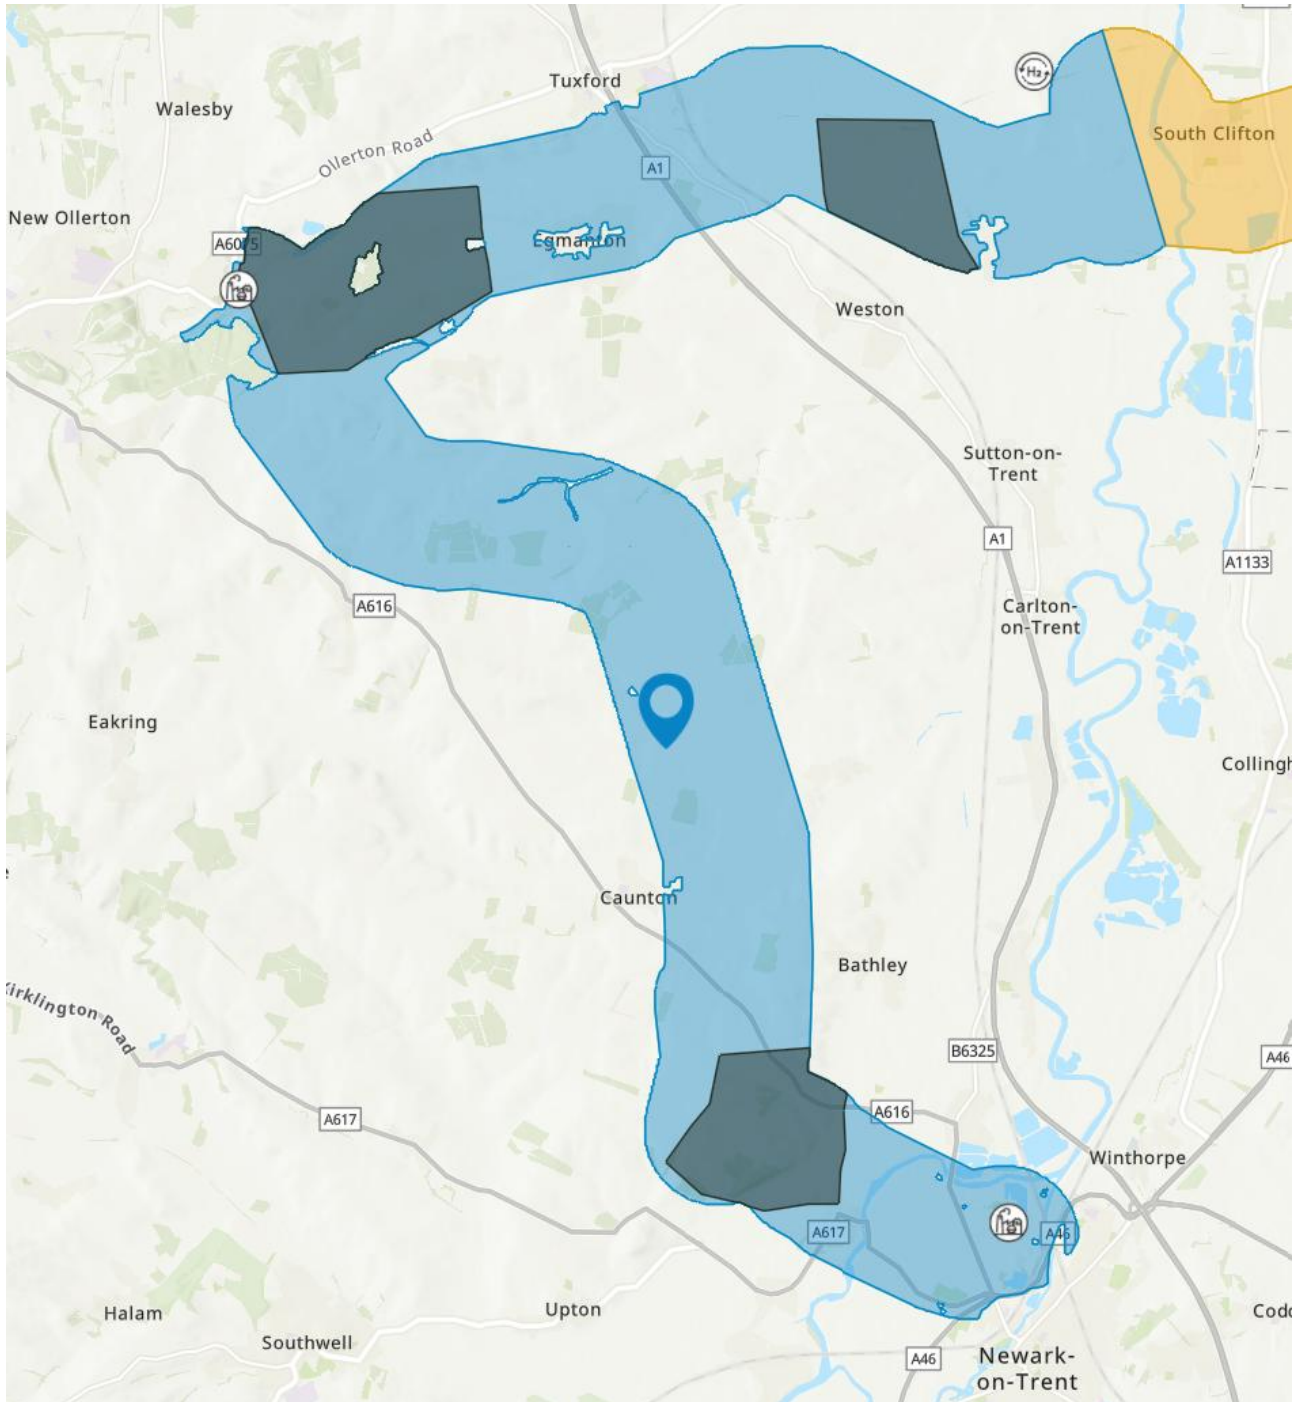 Tuxford
H₂
Walesby
South Clifton
Ollerton Road
A1
New Ollerton
A6075
Egmanton
Weston
Sutton-on-
Trent
A1
A1133
A616
Carlton-
on-Trent
Eakring
Collingh
Caunton
Bathley
Kirklington Road
B6325
A46
A617
A616
Winthorpe
A617
A46
Halam
Upton
Codd
Southwell
A46
Newark-
on-Trent